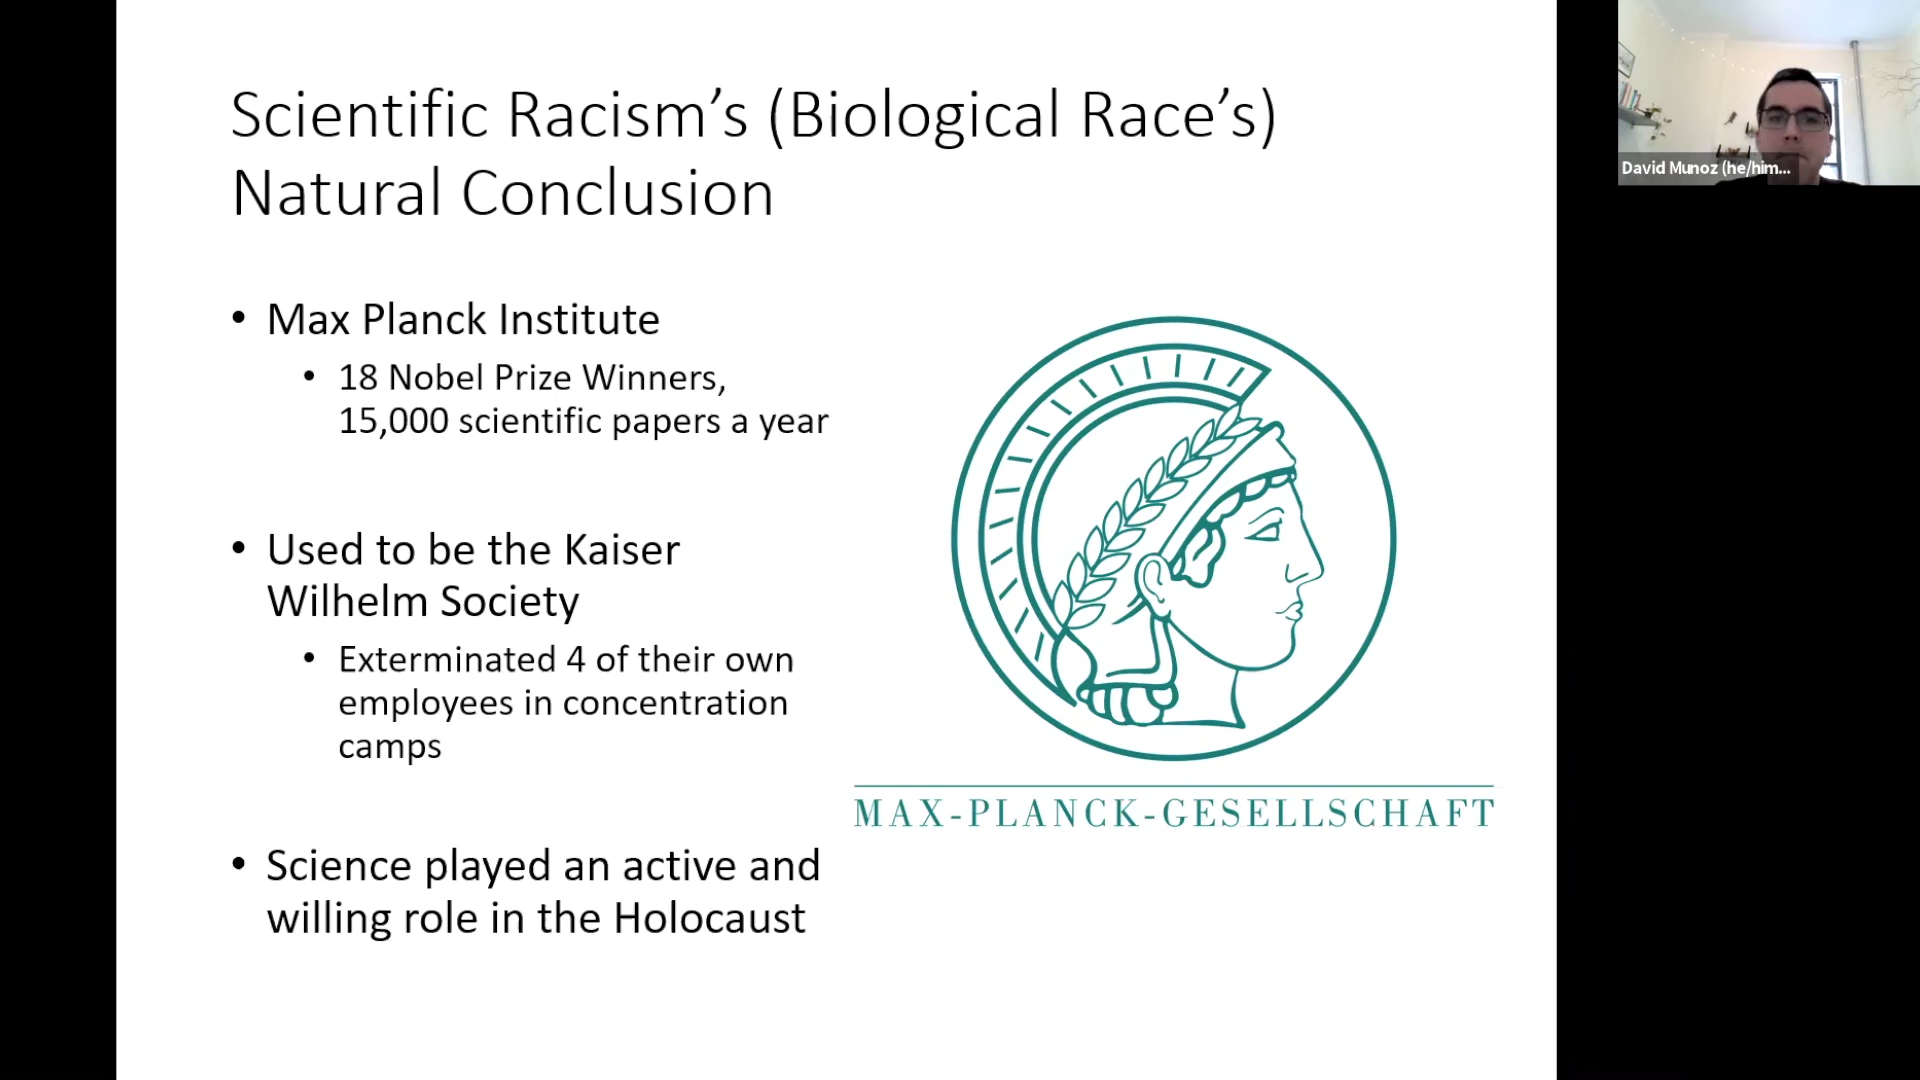 Scientific Racism’s (Biological Race’s)
Natural Conclusion
• Max Planck Institute
• 18 Nobel Prize Winners,
15,000 scientific papers a year
• Used to be the Kaiser
Wilhelm Society
• Exterminated 4 of their own
employees in concentration
camps
• Science played an active and
willing role in the Holocaust
MAX-PLANCK-GESELLSCHAFT
David Munoz (he/him...